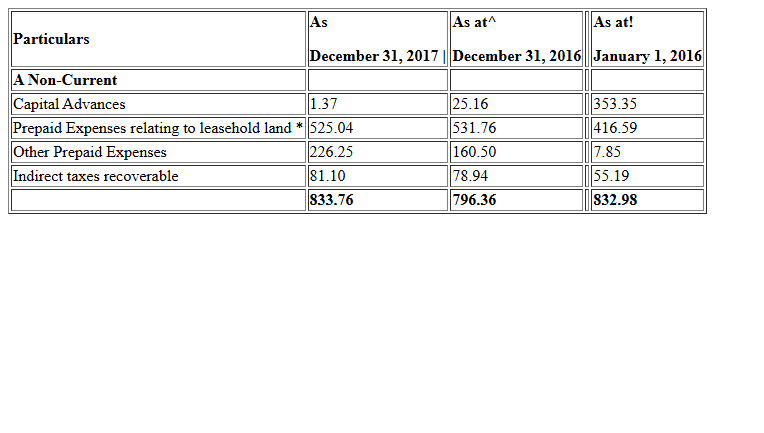 Particulars As As at^ As at!
December 31, 2017 | December 31, 2016 January 1, 2016
A Non-Current
Capital Advances 1.37 25.16 353.35
Prepaid Expenses relating to leasehold land * 525.04 531.76 416.59
Other Prepaid Expenses 226.25 160.50 7.85
Indirect taxes recoverable 81.10 78.94 55.19
833.76 796.36 832.98